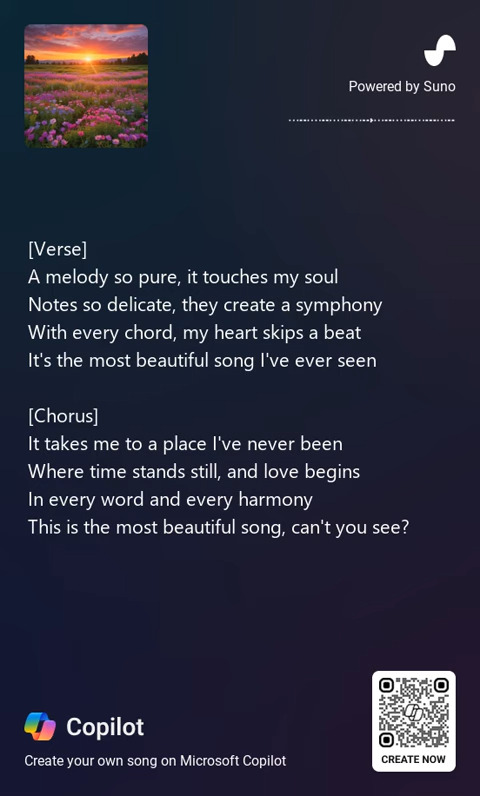 Powered by Suno
[Verse]
A melody so pure, it touches my soul
Notes so delicate, they create a symphony
With every chord, my heart skips a beat
It's the most beautiful song I've ever seen
[Chorus]
It takes me to a place I've never been
Where time stands still, and love begins
In every word and every harmony
This is the most beautiful song, can't you see?
Copilot
Create your own song on Microsoft Copilot
CREATE NOW